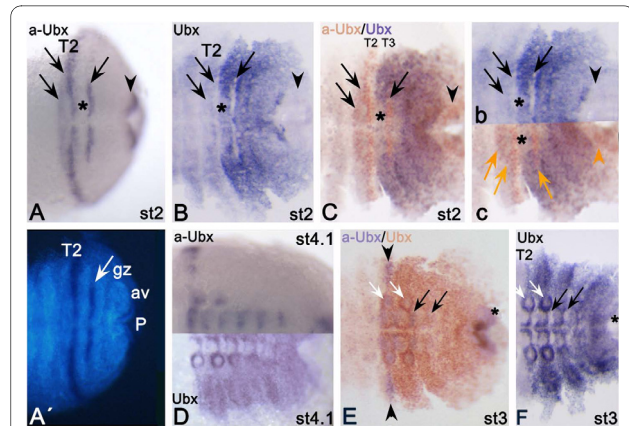 a-Ubx
T2
*
A
st2
Ubx
T2
*
B
st2
a-Ubx/Ubx
T2 T3
*
C
st2
b
*
*
c
st2
T2
gz
av
P
A´
a-Ubx
st4.1
Ubx
D
st4.1
a-Ubx/Ubx
*
E
st3
Ubx
T2
*
F
st3